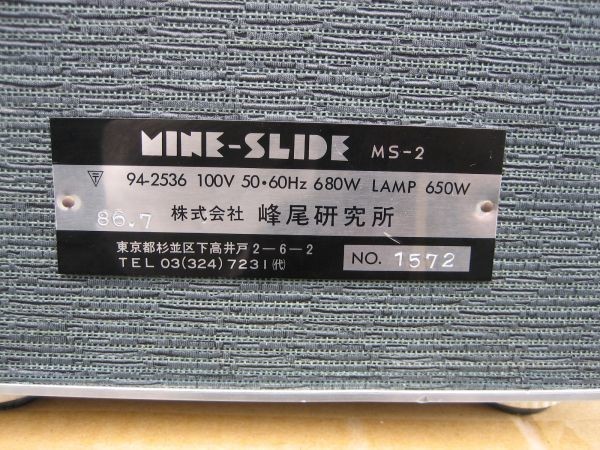 MINE-SLIDE MS-2
〒 94-2536 100V 50・60Hz 680W LAMP 650W
86.7 株式会社 峰尾研究所
東京都杉並区下高井戸2-6-2
TEL 03(324)7231(代) NO. 1572